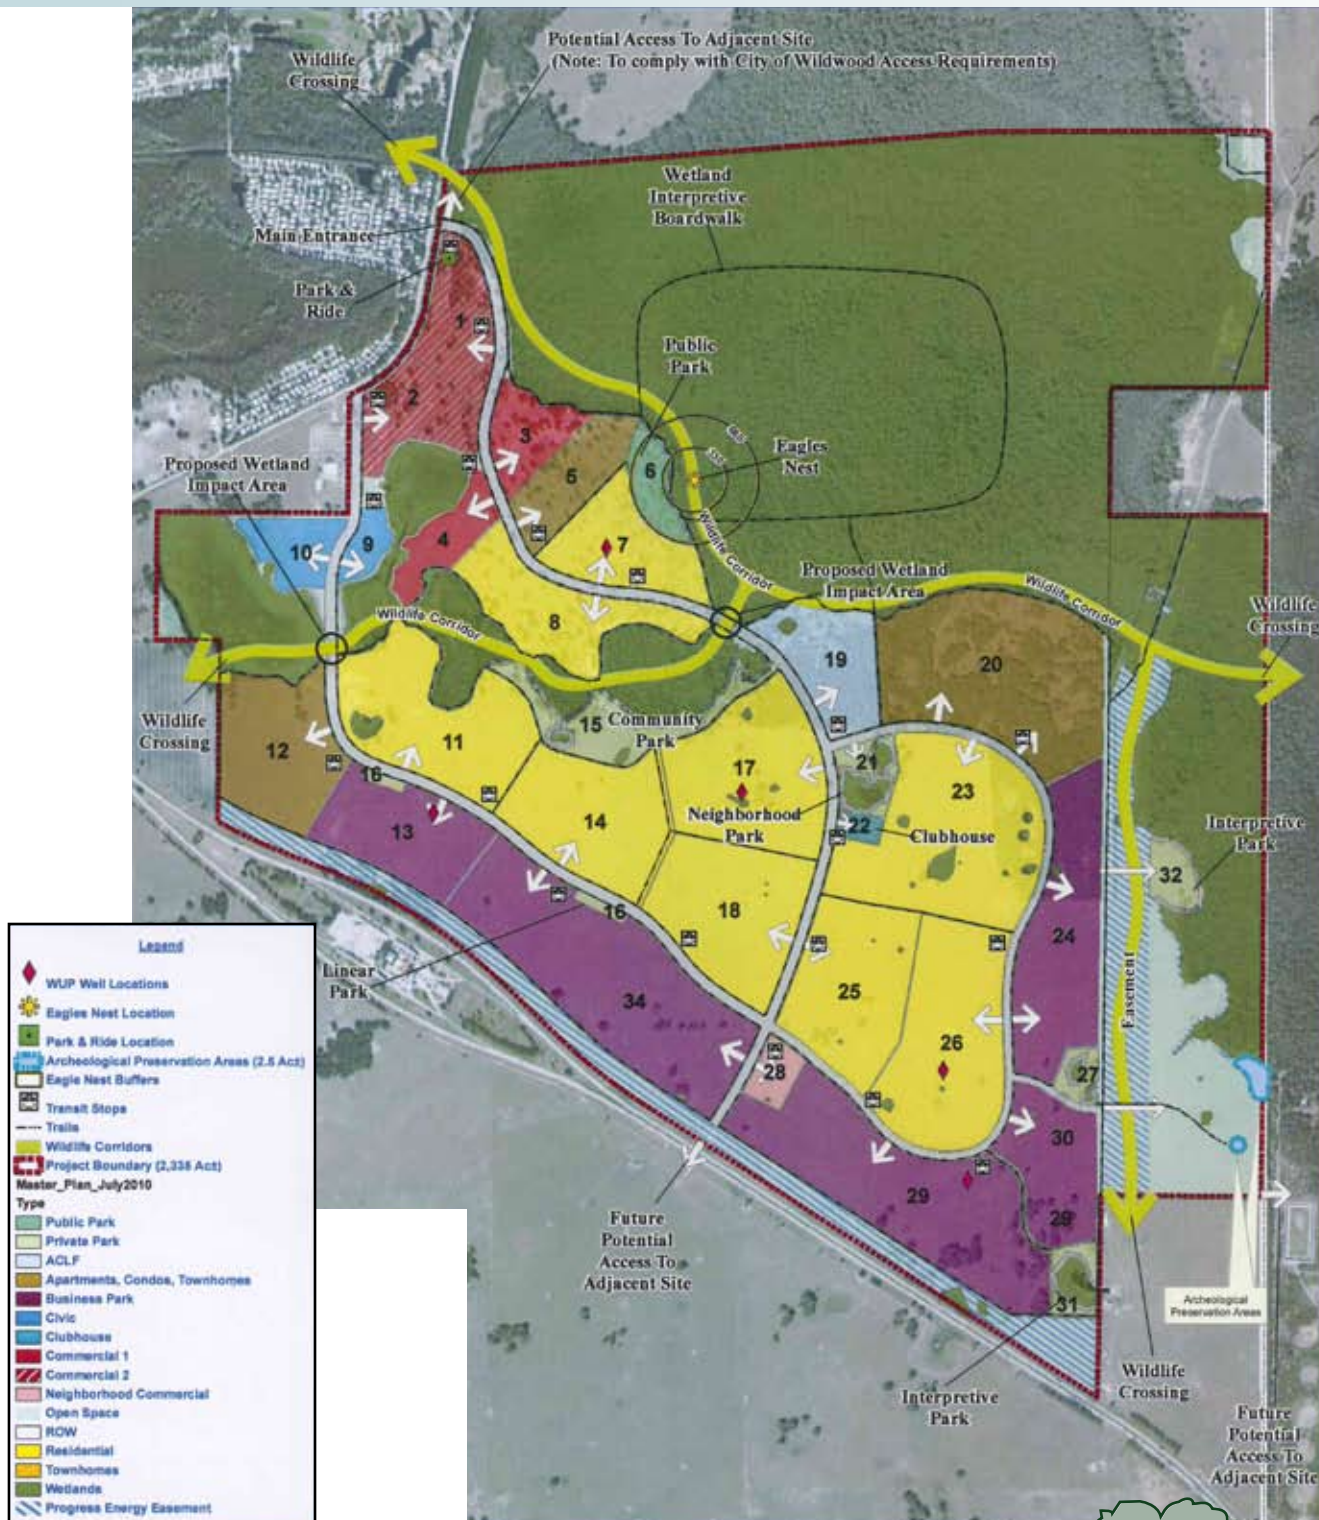 Potential Access To Adjacent Site
(Note: To comply with City of Wildwood Access Requirements)
Wildlife
Crossing
Wetland
Interpretive
Boardwalk
Main Entrance
Park &
Ride
1
Public
Park
2
3
660'
330'
Eagles
Nest
Proposed Wetland
Impact Area
5
6
4
7
10
9
Wildlife Corridor
Proposed Wetland
Impact Area
Wildlife Corridor
Wildlife
Crossing
8
Wildlife Corridor
19
20
Wildlife
Crossing
12
11
15
Community
Park
16
17
21
23
13
14
Neighborhood
Park
22
Clubhouse
Interpretive
Park
32
18
16
24
Linear
Park
34
25
Easement
26
28
27
30
29
29
Future
Potential
Access To
Adjacent Site
31
Archeological
Preservation Areas
Interpretive
Park
Wildlife
Crossing
Future
Potential
Access To
Adjacent Site
Legend
WUP Well Locations
Eagles Nest Location
Park & Ride Location
Archeological Preservation Areas (2.5 Ac±)
Eagle Nest Buffers
Transit Stops
Trails
Wildlife Corridors
Project Boundary (2,335 Ac±)
Master_Plan_July2010
Type
Public Park
Private Park
ACLF
Apartments, Condos, Townhomes
Business Park
Civic
Clubhouse
Commercial 1
Commercial 2
Neighborhood Commercial
Open Space
ROW
Residential
Townhomes
Wetlands
Progress Energy Easement